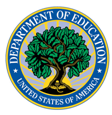 DEPARTMENT OF EDUCATION
UNITED STATES OF AMERICA